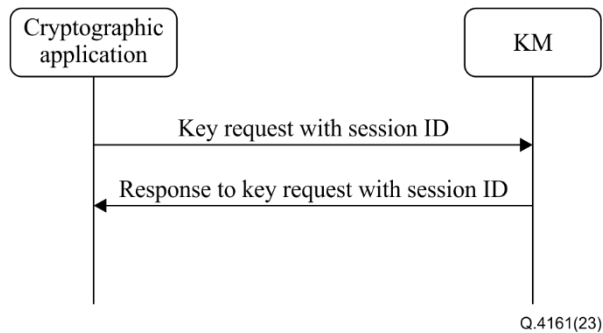 Cryptographic
application
KM
Key request with session ID
Response to key request with session ID
Q.4161(23)